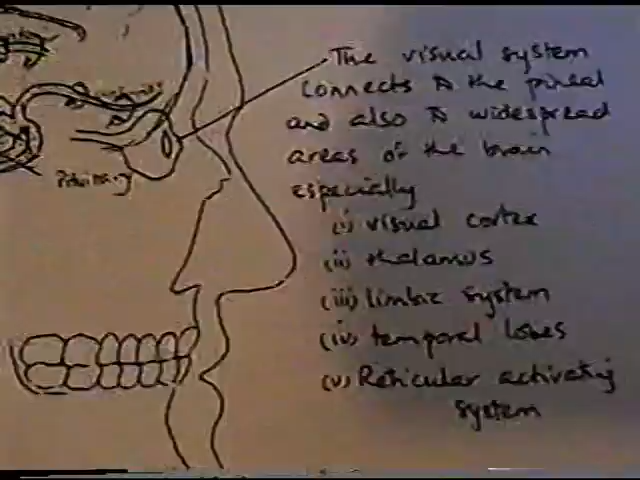 The visual system
connects to the pineal
and also to widespread
areas of the brain
especially
(i) visual cortex
(ii) thalamus
(iii) limbic system
(iv) temporal lobes
(v) Reticular activating
system
Pituitary